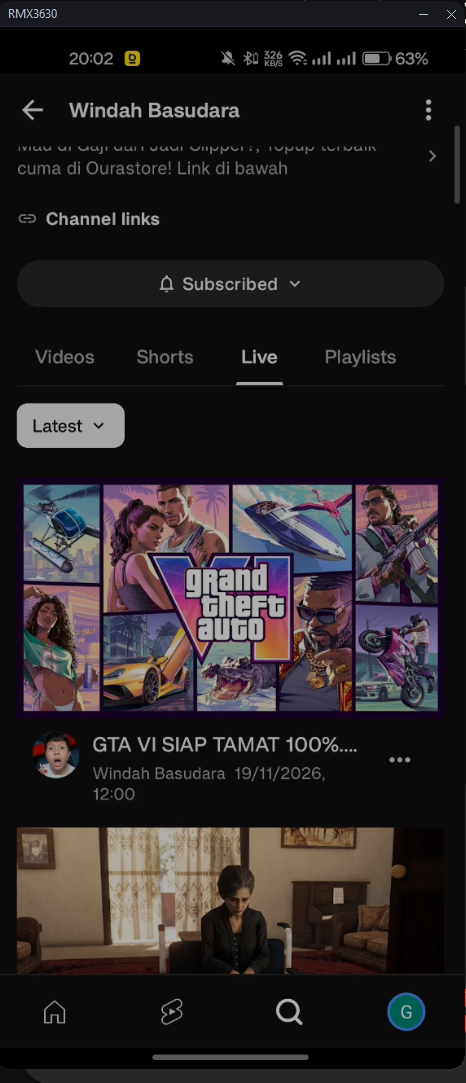 RMX3630
20:02
326
KB/S
63%
Windah Basudara
Mau di Gaji dari Jadi Clipper?, Topup terbaik
cuma di Ourastore! Link di bawah
Channel links
Subscribed
Videos
Shorts
Live
Playlists
Latest
grand
theft
auto
VI
GTA VI SIAP TAMAT 100%....
Windah Basudara 19/11/2026,
12:00
G